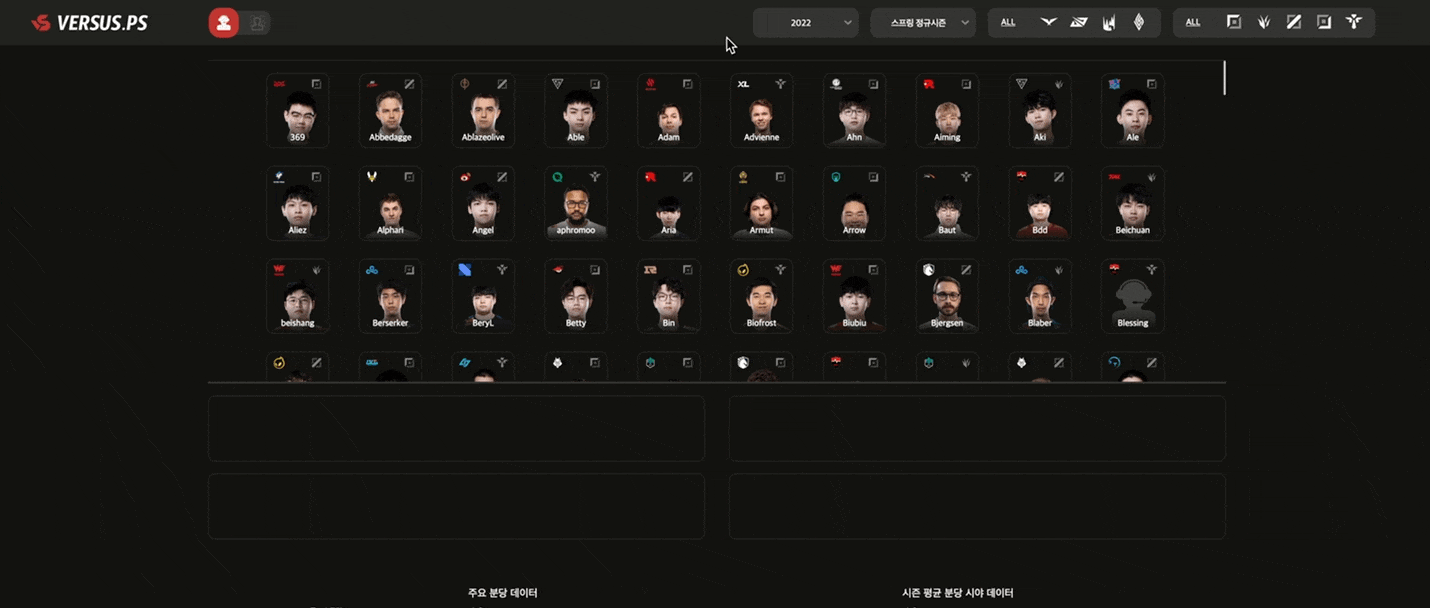 VERSUS.PS
2022
스프링 정규시즌
ALL
ALL
369
Abbedagge
Ablazeolive
Able
Adam
Advienne
Ahn
Aiming
Aki
Ale
Aliez
Alphari
Angel
aphromoo
Aria
Armut
Arrow
Baut
Bdd
Beichuan
beishang
Berserker
BeryL
Betty
Bin
Biofrost
Biubiu
Bjergsen
Blaber
Blessing
주요 분당 데이터
시즌 평균 분당 시야 데이터